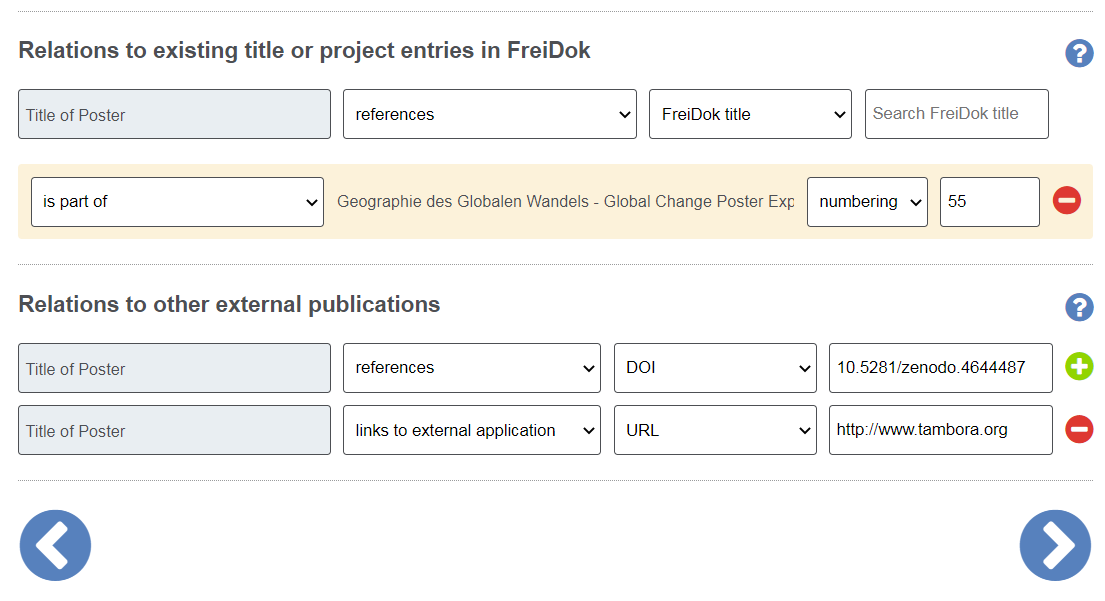 Relations to existing title or project entries in FreiDok
?
Title of Poster references FreiDok title Search FreiDok title
is part of Geographie des Globalen Wandels - Global Change Poster Exp numbering 55
Relations to other external publications
?
Title of Poster references DOI 10.5281/zenodo.4644487
Title of Poster links to external application URL http://www.tambora.org